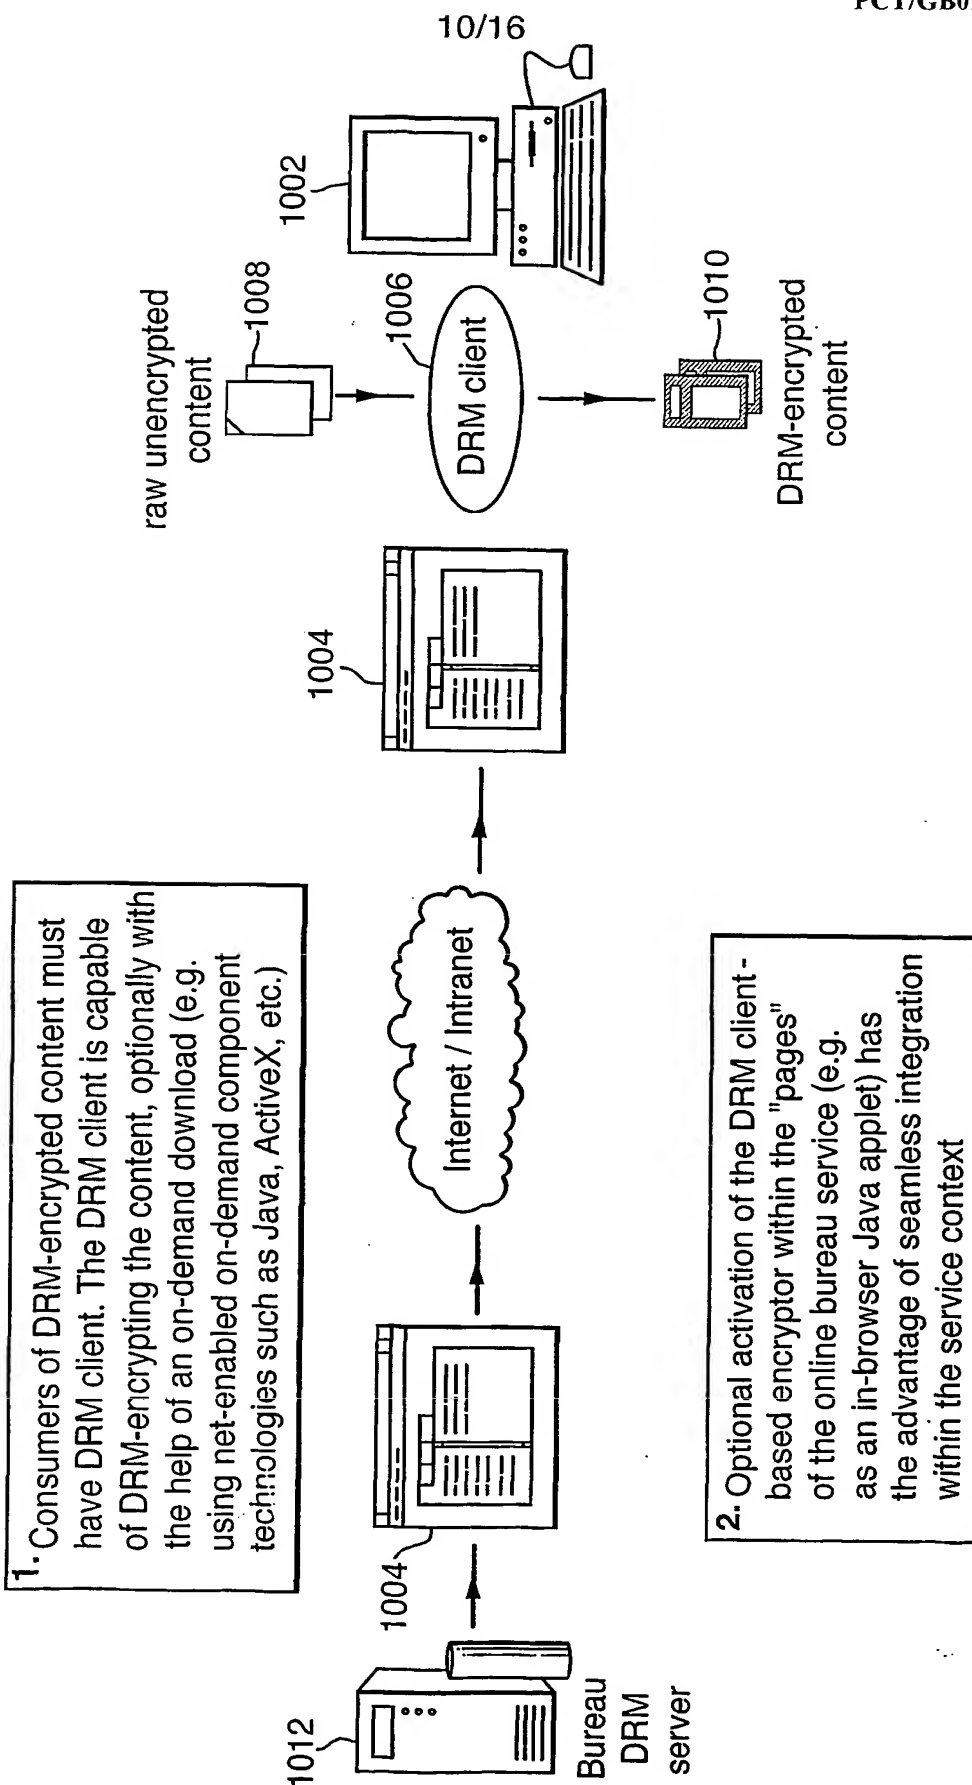 10/16
1. Consumers of DRM-encrypted content must
have DRM client. The DRM client is capable
of DRM-encrypting the content, optionally with
the help of an on-demand download (e.g.
using net-enabled on-demand component
technologies such as Java, ActiveX, etc.)
raw unencrypted
content
1008
1002
1012
Bureau
DRM
server
1004
Internet / Intranet
1004
DRM client
1006
1010
DRM-encrypted
content
2. Optional activation of the DRM client -
based encryptor within the "pages"
of the online bureau service (e.g.
as an in-browser Java applet) has
the advantage of seamless integration
within the service context